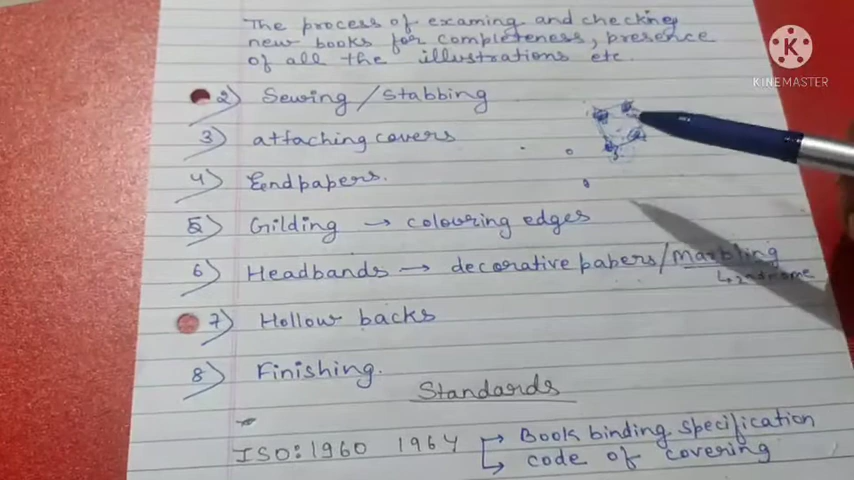 The process of examing and checking
new books for completeness, presence
of all the illustrations etc.
2) Sewing/stabbing
3) attaching covers
4) Endpapers.
5) Gilding → colouring edges
6) Headbands → decorative papers/marbling
7) Hollow backs
8) Finishing.
Standards
ISO:1960 1964 → Book binding specification
→ code of covering
K
KINEMASTER